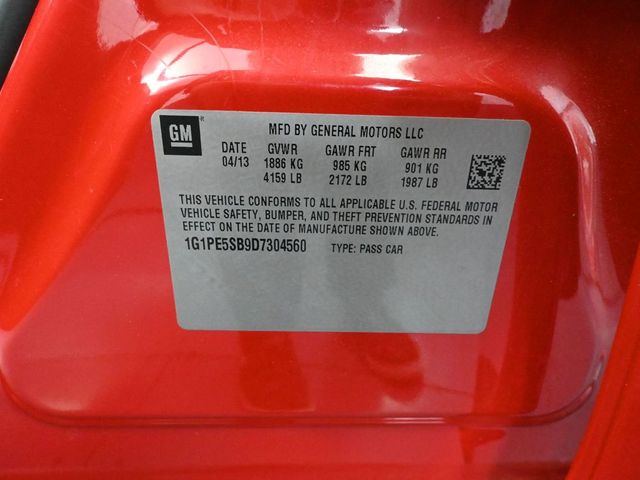 GM®
MFD BY GENERAL MOTORS LLC
DATE GVWR GAWR FRT GAWR RR
04/13 1886 KG 985 KG 901 KG
4159 LB 2172 LB 1987 LB
THIS VEHICLE CONFORMS TO ALL APPLICABLE U.S. FEDERAL MOTOR
VEHICLE SAFETY, BUMPER, AND THEFT PREVENTION STANDARDS IN
EFFECT ON THE DATE OF MANUFACTURE SHOWN ABOVE.
1G1PE5SB9D7304560 TYPE: PASS CAR